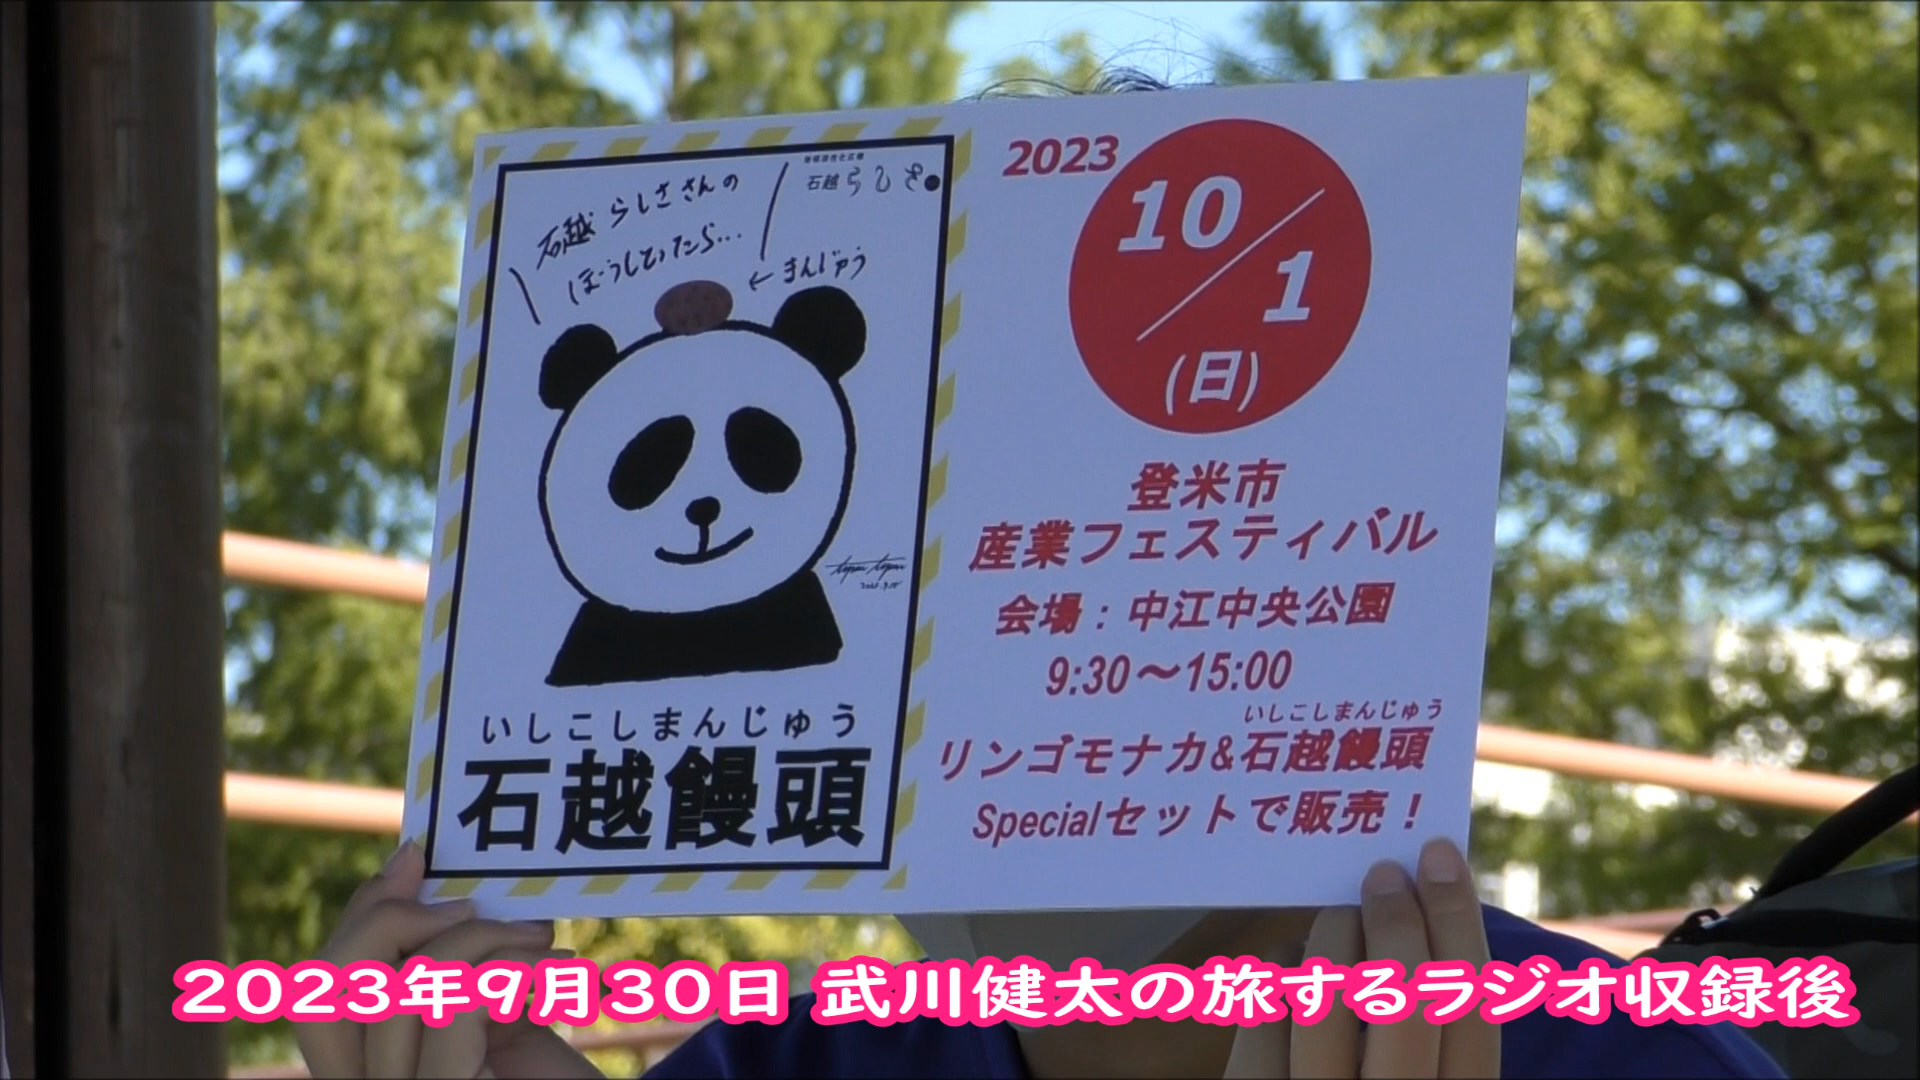 石越らしささんの
ぼうしといったら…
石越らしさ
←まんじゅう
いしこしまんじゅう
石越饅頭
2023
10/1
(日)
登米市
産業フェスティバル
会場：中江中央公園
9:30〜15:00
いしこしまんじゅう
リンゴモナカ&石越饅頭
Specialセットで販売！
2023年9月30日 武川健太の旅するラジオ収録後